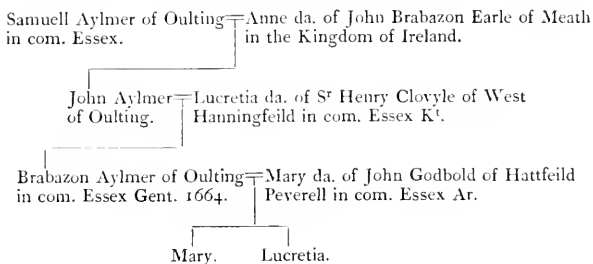 Samuell Aylmer of Oulting=Anne da. of John Brabazon Earle of Meath
in com. Essex. in the Kingdom of Ireland.
John Aylmer=Lucretia da. of Sʳ Henry Clovyle of West
of Oulting. Hanningfeild in com. Essex Kᵗ.
Brabazon Aylmer of Oulting=Mary da. of John Godbold of Hattfeild
in com. Essex Gent. 1664. Peverell in com. Essex Ar.
Mary. Lucretia.